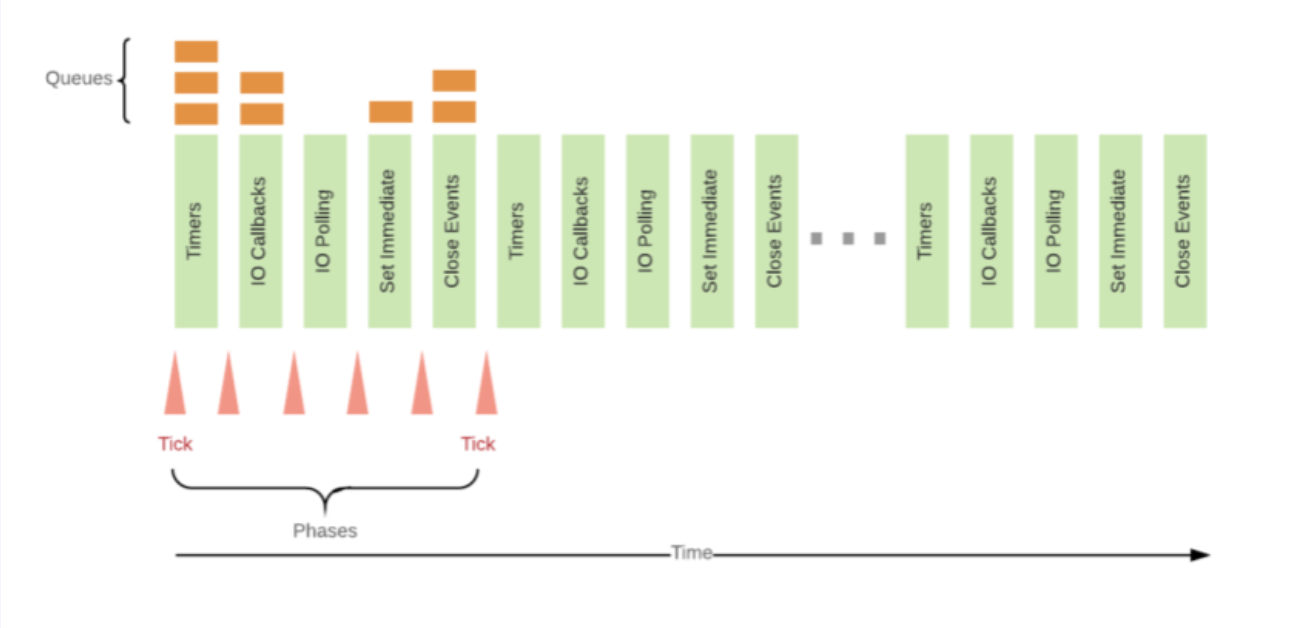 Queues
Timers
IO Callbacks
IO Polling
Set Immediate
Close Events
Timers
IO Callbacks
IO Polling
Set Immediate
Close Events
Timers
IO Callbacks
IO Polling
Set Immediate
Close Events
Tick
Tick
Phases
Time